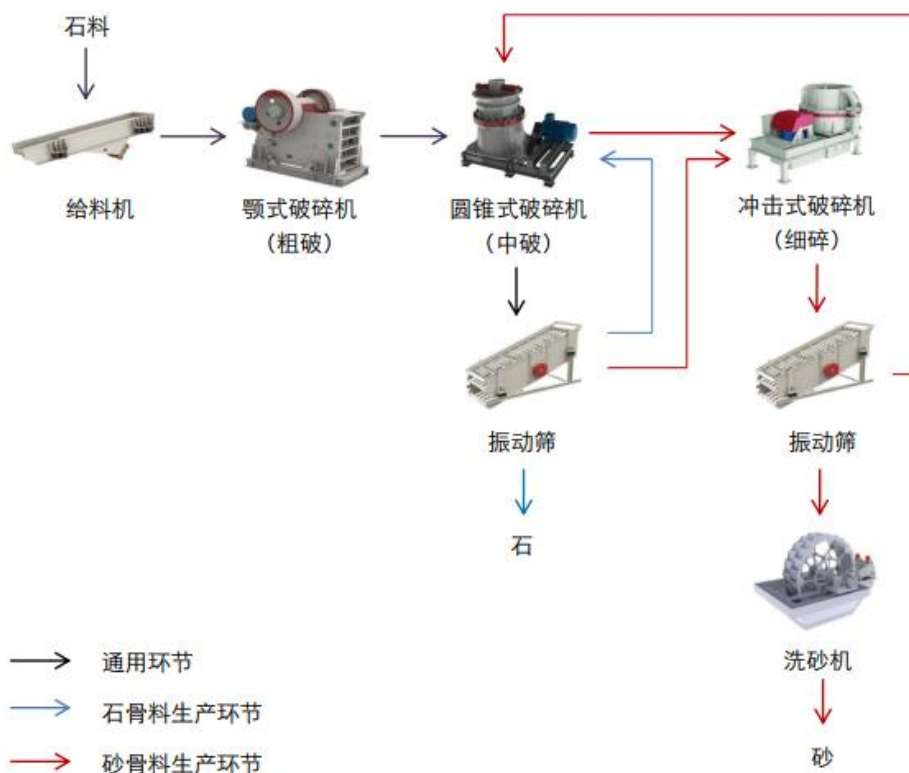 石料
给料机
颚式破碎机
（粗破）
圆锥式破碎机
（中破）
冲击式破碎机
（细碎）
振动筛
振动筛
石
洗砂机
砂
通用环节
石骨料生产环节
砂骨料生产环节